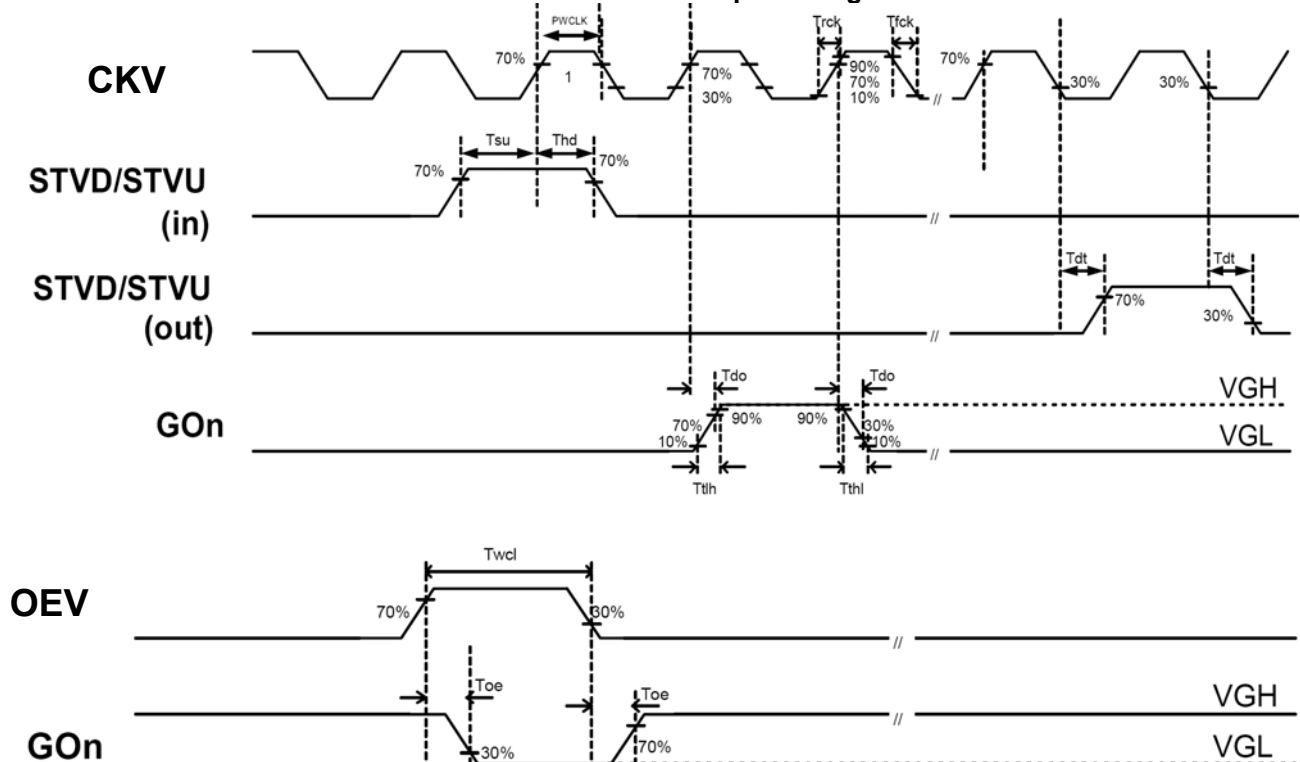 PWCLK
Trck Tfck
CKV
70% 1 70% 30% 90% 70% 10% // 70% 30% 30%
Tsu Thd
70% 70%
STVD/STVU
(in)
//
STVD/STVU
(out)
Tdt Tdt
70% 30%
//
Tdo Tdo
VGH
GOn
70% 90% 90% 30%
10% 10%
VGL
//
Ttlh Tthl
Twcl
OEV
70% 30%
//
Toe Toe
VGH
//
GOn
30% 70%
VGL